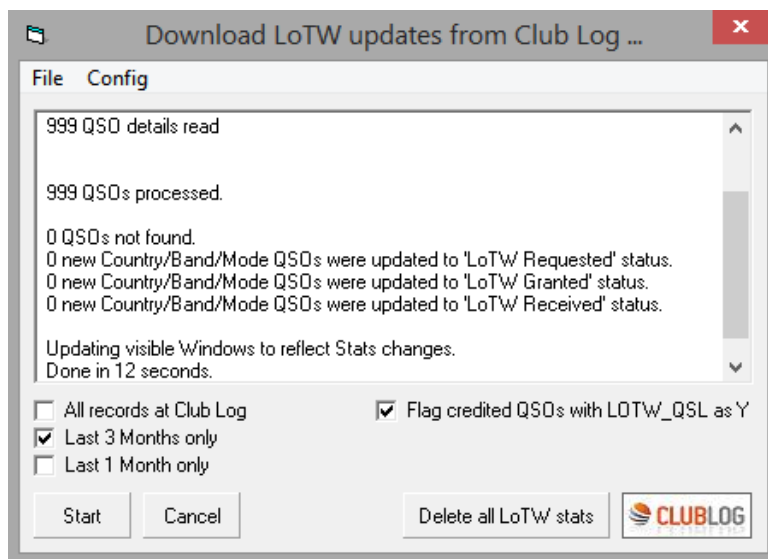 Download LoTW updates from Club Log ...
File Config
999 QSO details read
999 QSOs processed.
0 QSOs not found.
0 new Country/Band/Mode QSOs were updated to 'LoTW Requested' status.
0 new Country/Band/Mode QSOs were updated to 'LoTW Granted' status.
0 new Country/Band/Mode QSOs were updated to 'LoTW Received' status.
Updating visible Windows to reflect Stats changes.
Done in 12 seconds.
All records at Club Log
Flag credited QSOs with LOTW_QSL as Y
Last 3 Months only
Last 1 Month only
Start Cancel Delete all LoTW stats CLUBLOG